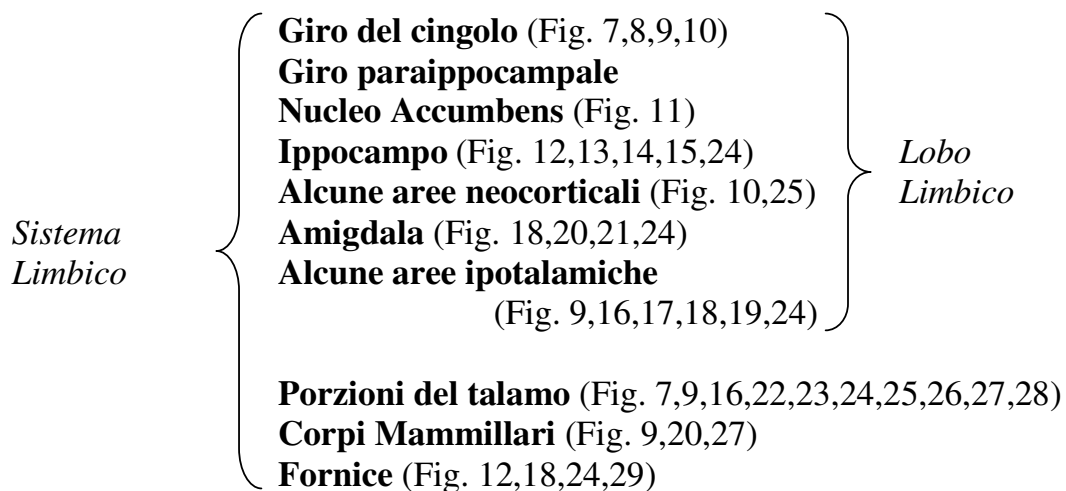 Giro del cingolo (Fig. 7,8,9,10)
Giro paraippocampale
Nucleo Accumbens (Fig. 11)
Ippocampo (Fig. 12,13,14,15,24)
Alcune aree neocorticali (Fig. 10,25)
Amigdala (Fig. 18,20,21,24)
Alcune aree ipotalamiche
(Fig. 9,16,17,18,19,24)
Lobo
Limbico
Sistema
Limbico
Porzioni del talamo (Fig. 7,9,16,22,23,24,25,26,27,28)
Corpi Mammillari (Fig. 9,20,27)
Fornice (Fig. 12,18,24,29)